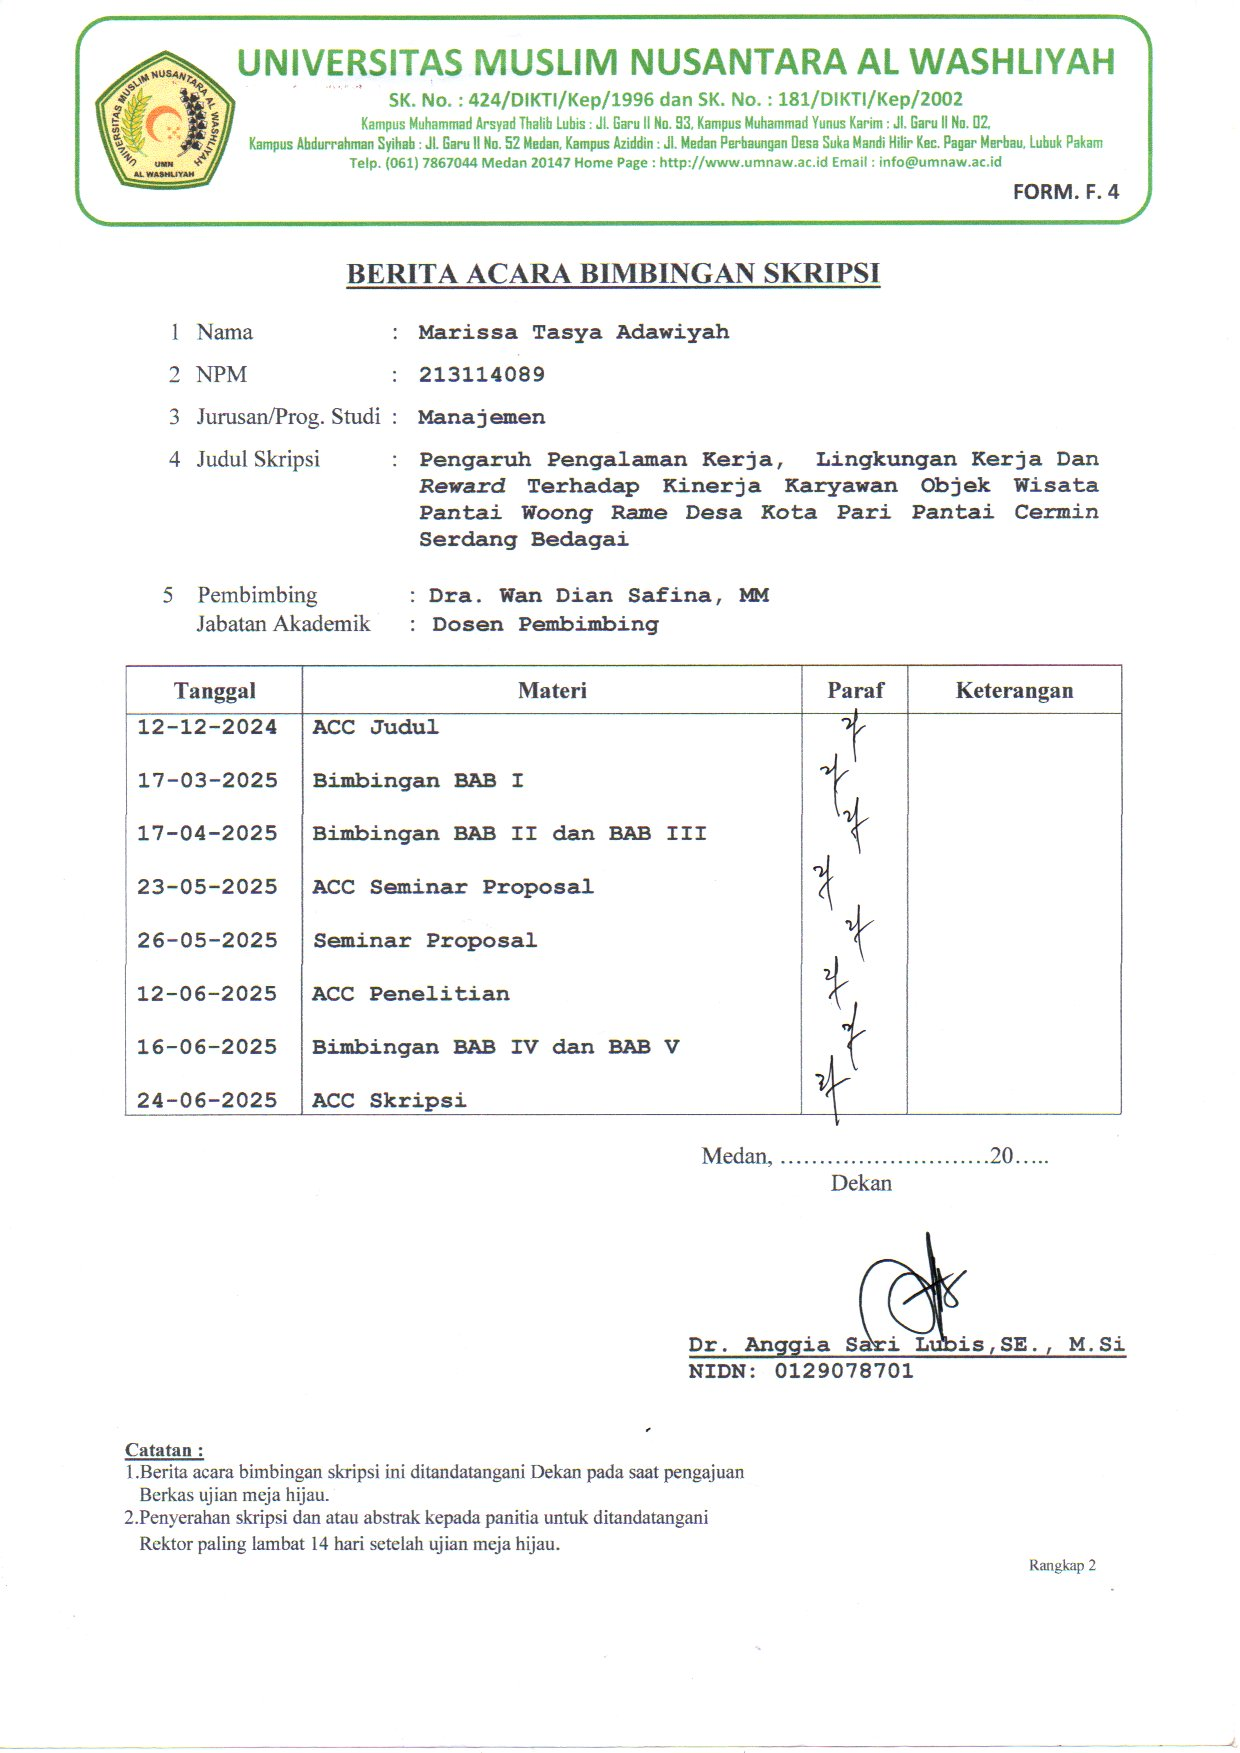 UNIVERSITAS MUSLIM NUSANTARA AL WASHLIYAH
SK. No. : 424/DIKTI/Kep/1996 dan SK. No. : 181/DIKTI/Kep/2002
Kampus Muhammad Arsyad Thalib Lubis : Jl. Garu II No. 93, Kampus Muhammad Yunus Karim : Jl. Garu II No. 02,
Kampus Abdurrahman Syihab : Jl. Garu II No. 52 Medan, Kampus Aziddin : Jl. Medan Perbaungan Desa Suka Mandi Hilir Kec. Pagar Merbau, Lubuk Pakam
Telp. (061) 7867044 Medan 20147 Home Page : http://www.umnaw.ac.id Email : info@umnaw.ac.id
UNIVERSITAS MUSLIM NUSANTARA AL WASHLIYAH
UMN
AL WASHLIYAH
FORM. F. 4
BERITA ACARA BIMBINGAN SKRIPSI
1 Nama : Marissa Tasya Adawiyah
2 NPM : 213114089
3 Jurusan/Prog. Studi : Manajemen
4 Judul Skripsi : Pengaruh Pengalaman Kerja, Lingkungan Kerja Dan
Reward Terhadap Kinerja Karyawan Objek Wisata
Pantai Woong Rame Desa Kota Pari Pantai Cermin
Serdang Bedagai
5 Pembimbing : Dra. Wan Dian Safina, MM
Jabatan Akademik : Dosen Pembimbing
Tanggal Materi Paraf Keterangan
12-12-2024 ACC Judul
17-03-2025 Bimbingan BAB I
17-04-2025 Bimbingan BAB II dan BAB III
23-05-2025 ACC Seminar Proposal
26-05-2025 Seminar Proposal
12-06-2025 ACC Penelitian
16-06-2025 Bimbingan BAB IV dan BAB V
24-06-2025 ACC Skripsi
Medan, ...........................20.....
Dekan
Dr. Anggia Sari Lubis,SE., M.Si
NIDN: 0129078701
Catatan :
1.Berita acara bimbingan skripsi ini ditandatangani Dekan pada saat pengajuan
Berkas ujian meja hijau.
2.Penyerahan skripsi dan atau abstrak kepada panitia untuk ditandatangani
Rektor paling lambat 14 hari setelah ujian meja hijau.
Rangkap 2